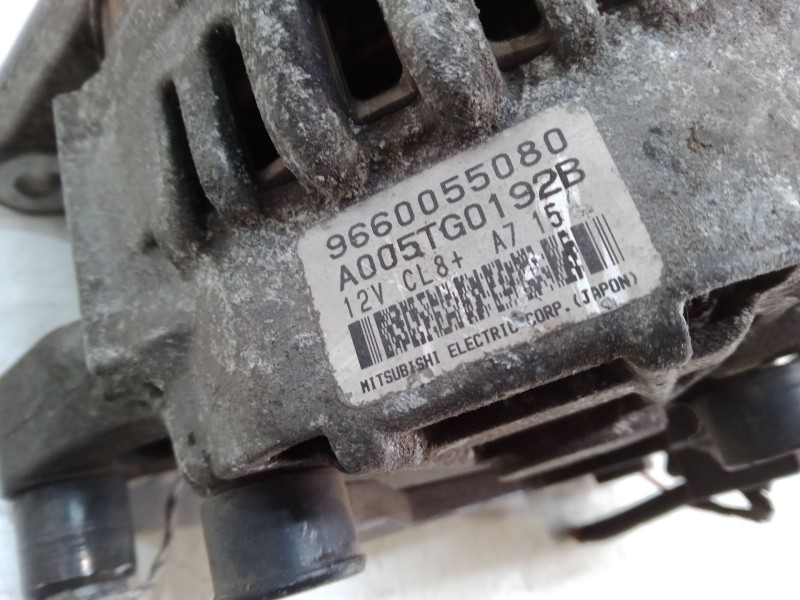 9660055080
A005TG0192B
12V CL8+ A7 15
MITSUBISHI ELECTRIC CORP.(JAPON)